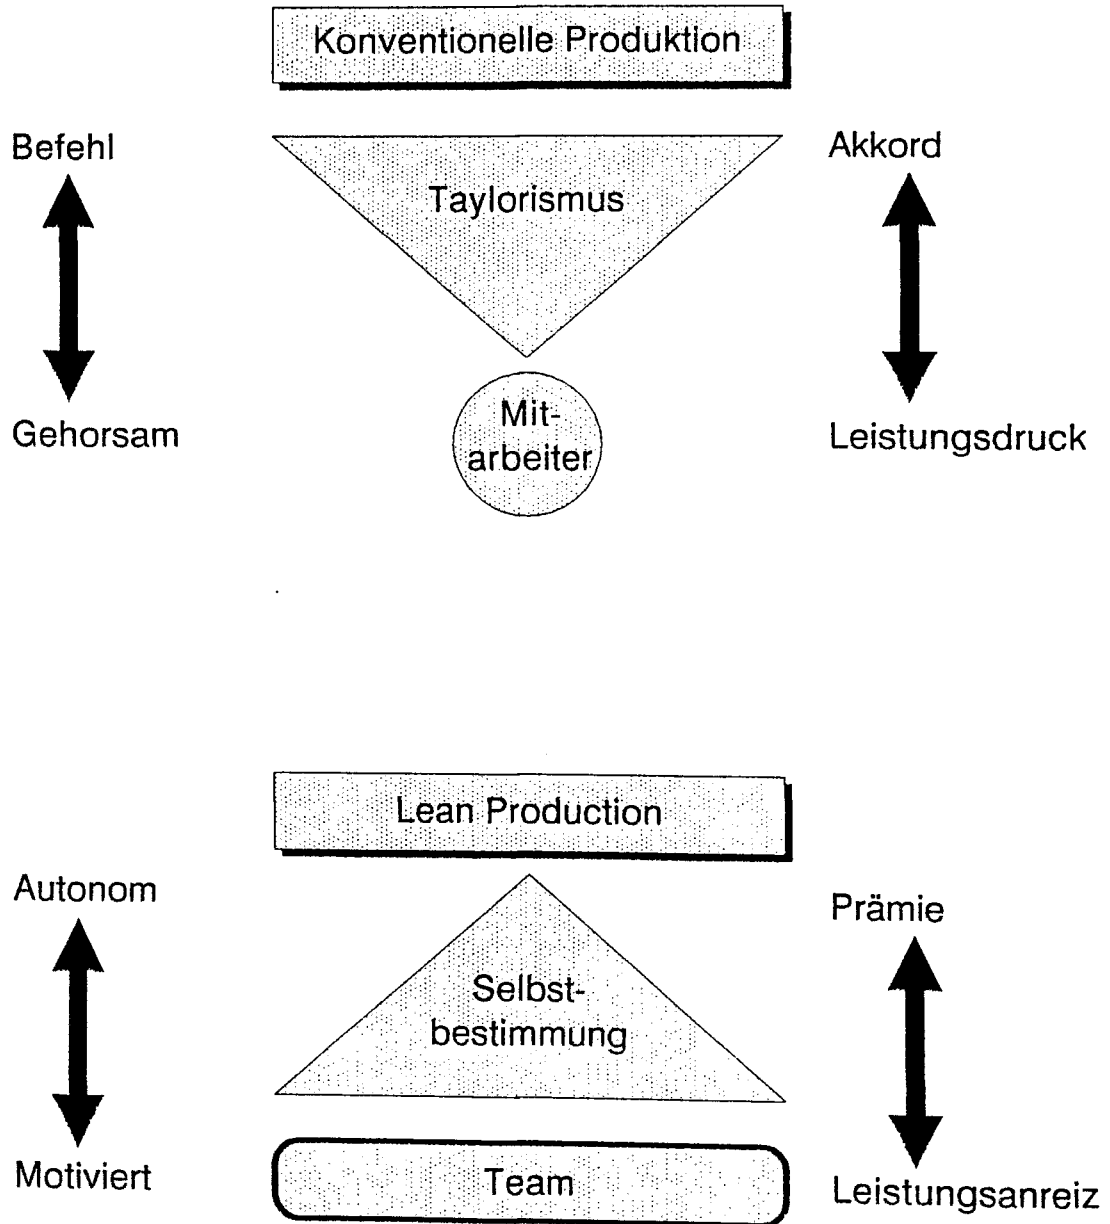 Konventionelle Produktion
Befehl
Taylorismus
Akkord
Gehorsam
Mit-
arbeiter
Leistungsdruck
Lean Production
Autonom
Prämie
Selbst-
bestimmung
Motiviert
Team
Leistungsanreiz